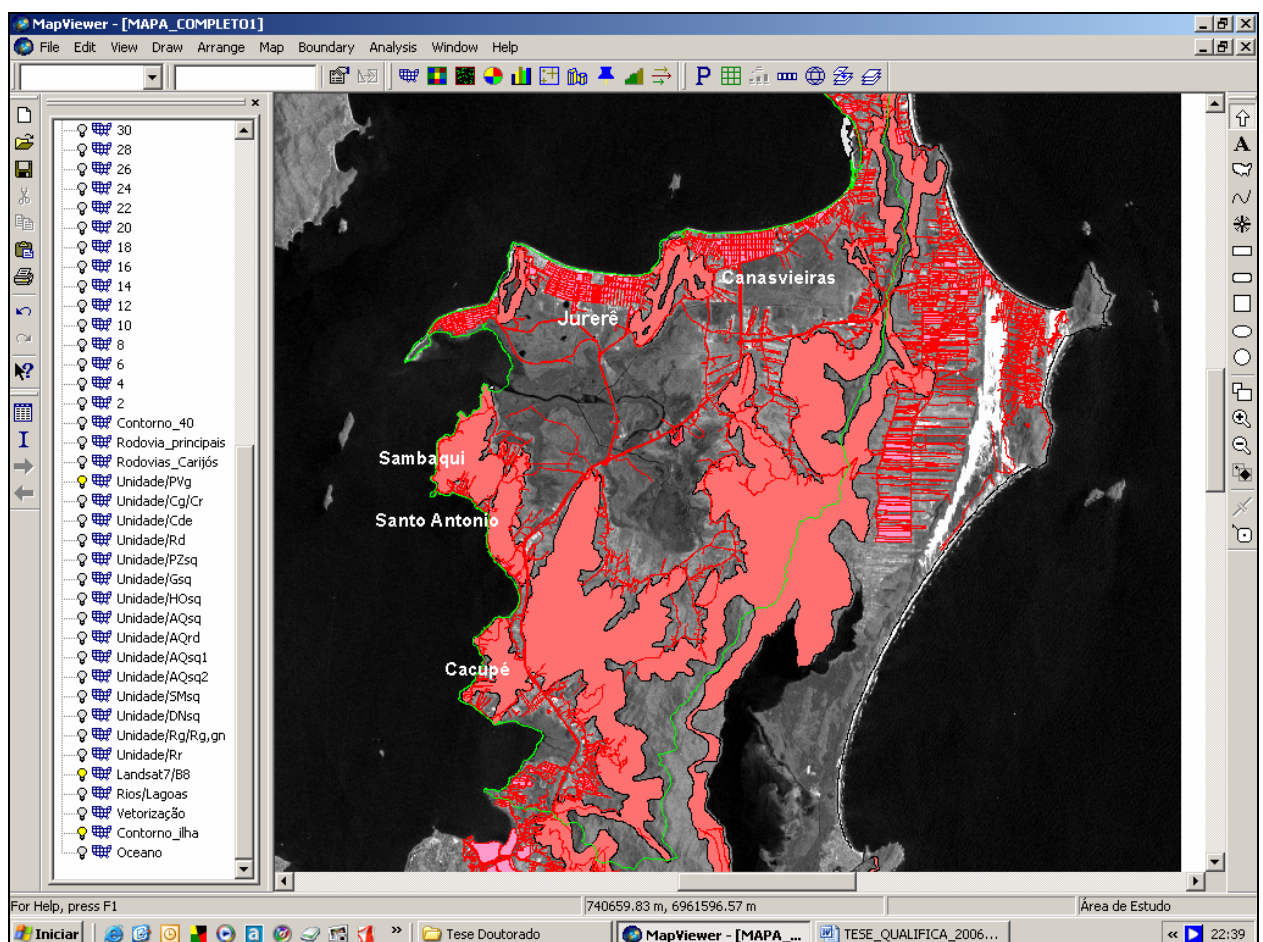 MapViewer - [MAPA_COMPLETO1]
File Edit View Draw Arrange Map Boundary Analysis Window Help
30
28
26
24
22
20
18
16
14
12
10
8
6
4
2
Contorno_40
Rodovia_principais
Rodovias_Carijós
Unidade/PVg
Unidade/Cg/Cr
Unidade/Cde
Unidade/Rd
Unidade/PZsq
Unidade/Gsq
Unidade/HOsq
Unidade/AQsq
Unidade/AQrd
Unidade/AQsq1
Unidade/AQsq2
Unidade/SMsq
Unidade/DNsq
Unidade/Rg/Rg,gn
Unidade/Rr
Landsat7/B8
Rios/Lagoas
Vetorização
Contorno_ilha
Oceano
Canasvieiras
Jurerê
Sambaqui
Santo Antonio
Cacupé
For Help, press F1 740659.83 m, 6961596.57 m Área de Estudo
Iniciar » Tese Doutorado MapViewer - [MAPA_... TESE_QUALIFICA_2006... « 22:39